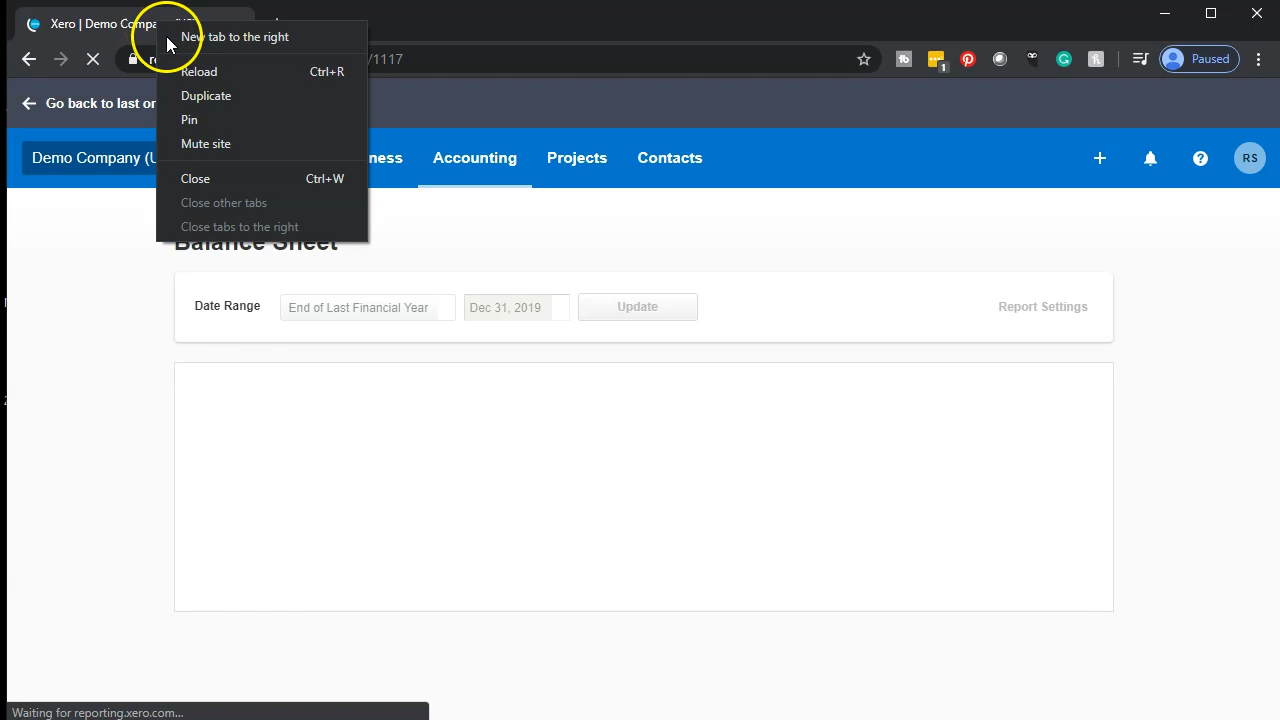 Xero | Demo Compa
New tab to the right
/1117
1
Paused
Reload Ctrl+R
Duplicate
Pin
Mute site
Close Ctrl+W
Close other tabs
Close tabs to the right
Go back to last or
Demo Company (U
ness
Accounting
Projects
Contacts
RS
Balance Sheet
Date Range
End of Last Financial Year
Dec 31, 2019
Update
Report Settings
Waiting for reporting.xero.com...